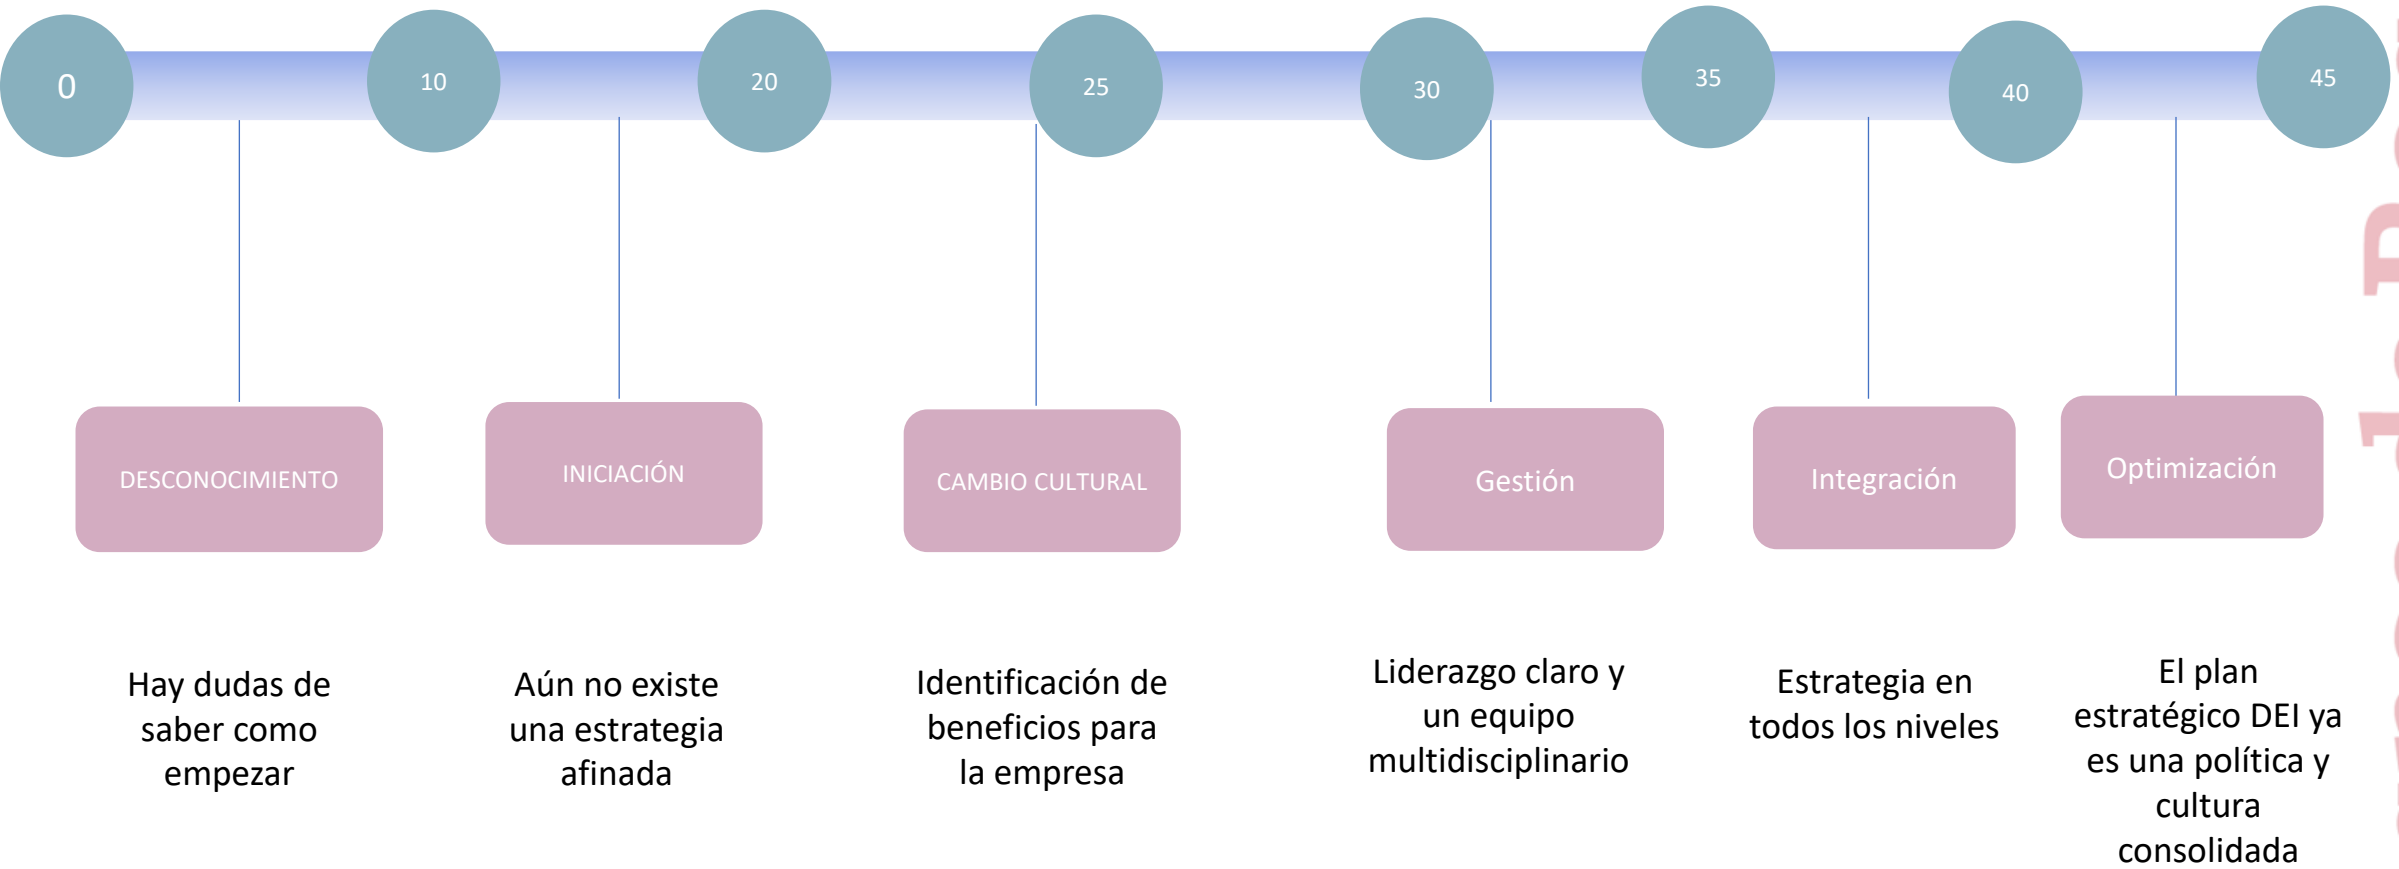 0
10
20
25
30
35
40
45
DESCONOCIMIENTO
INICIACIÓN
CAMBIO CULTURAL
Gestión
Integración
Optimización
Hay dudas de
saber como
empezar
Aún no existe
una estrategia
afinada
Identificación de
beneficios para
la empresa
Liderazgo claro y
un equipo
multidisciplinario
Estrategia en
todos los niveles
El plan
estratégico DEI ya
es una política y
cultura
consolidada